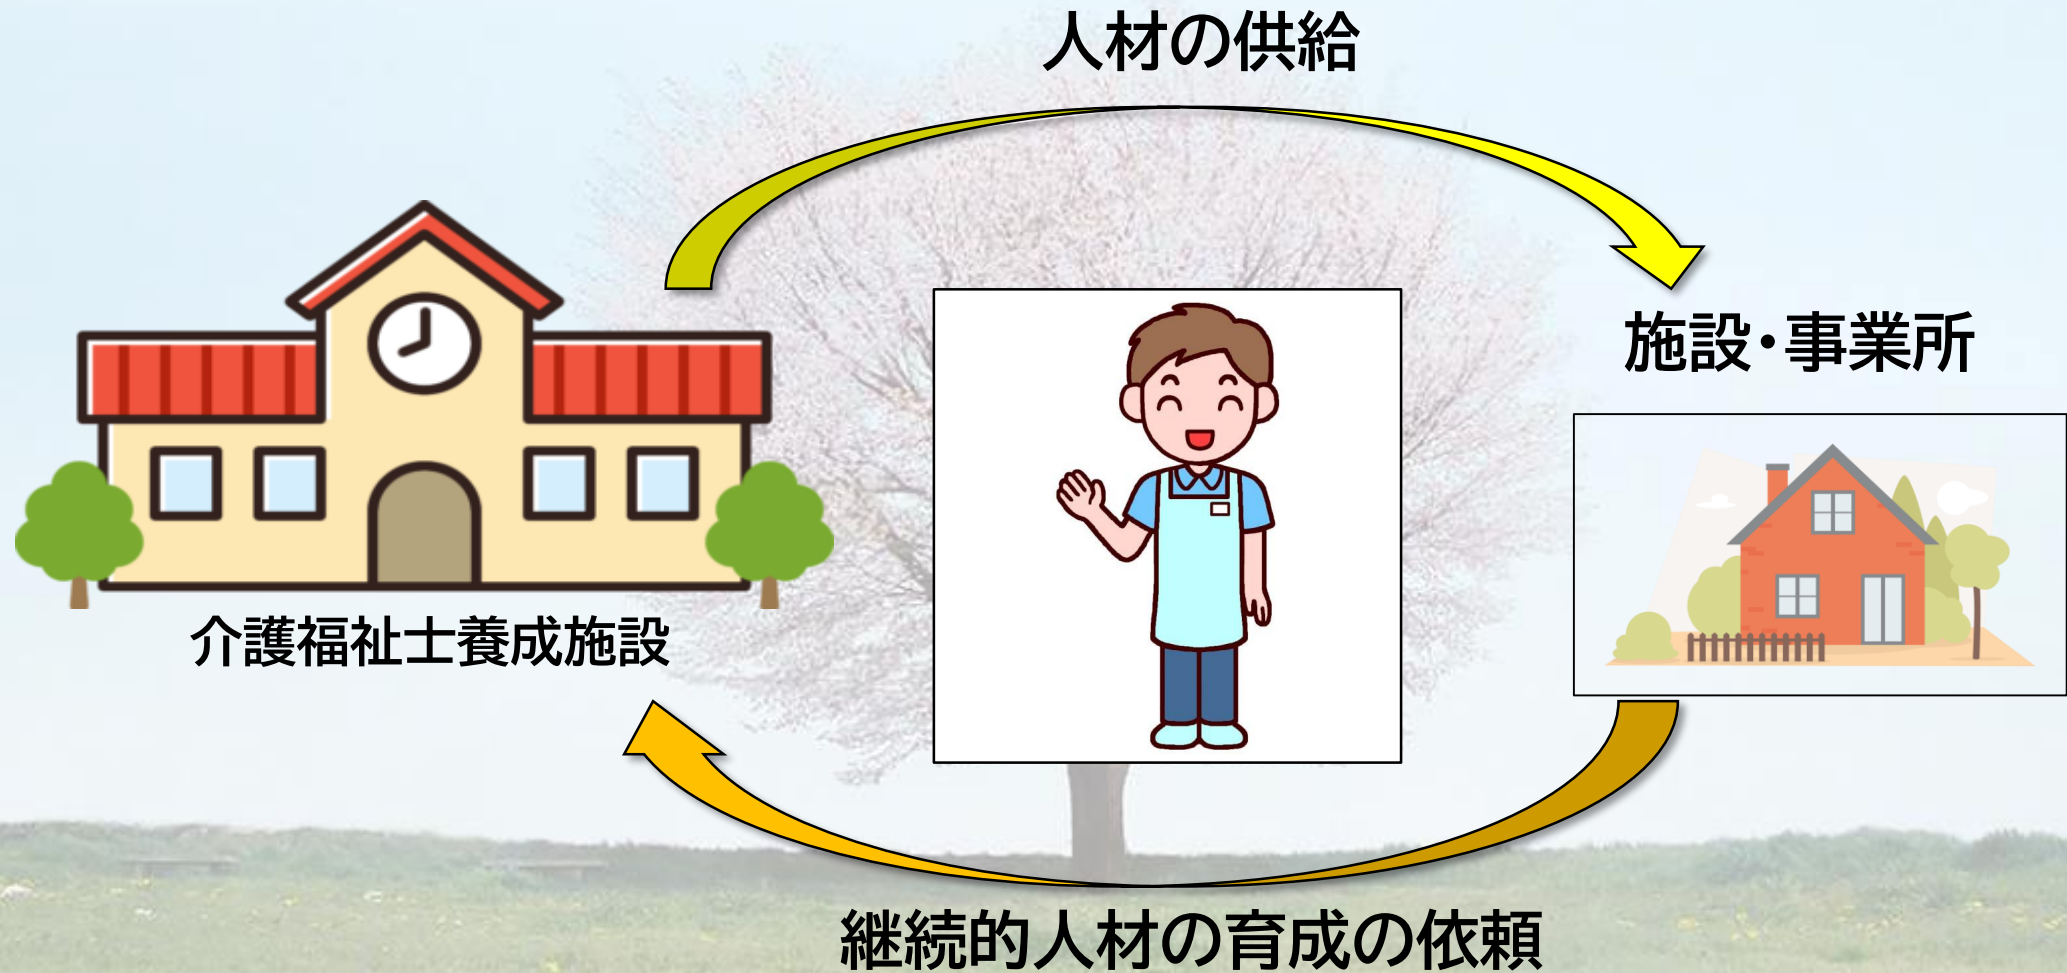 人材の供給
施設・事業所
介護福祉士養成施設
継続的人材の育成の依頼